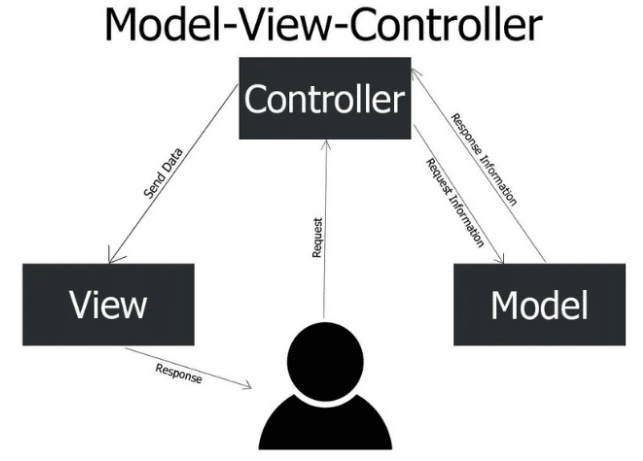 Model-View-Controller
Controller
Send Data
Request
Request Information
Response Information
View
Model
Response